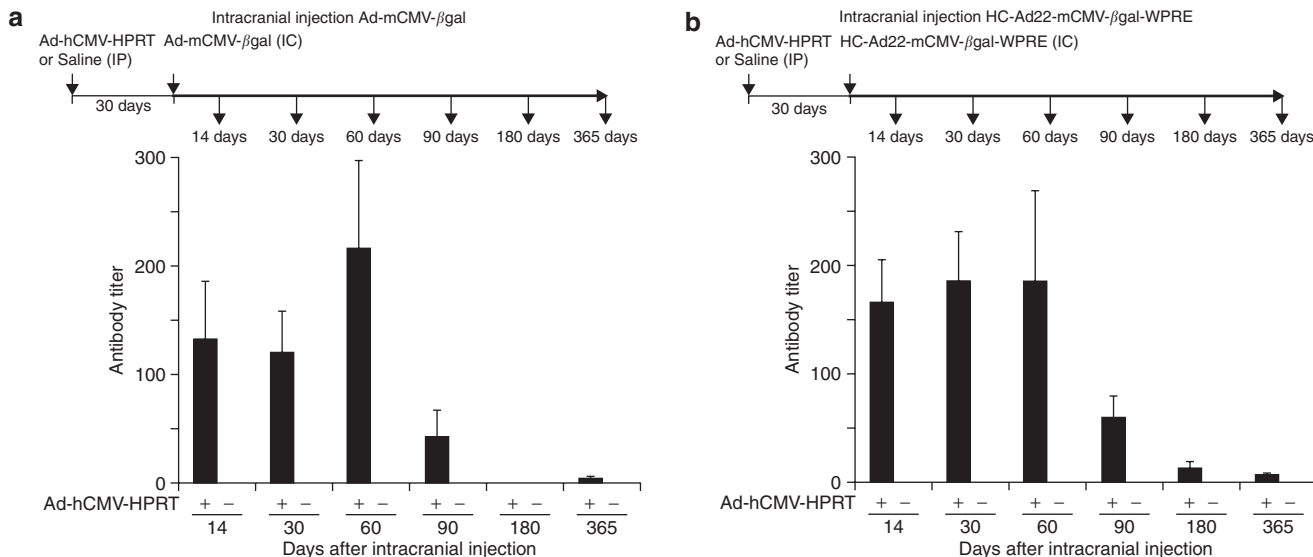 a
Intracranial injection Ad-mCMV-βgal
Ad-hCMV-HPRT Ad-mCMV-βgal (IC)
or Saline (IP)
30 days
14 days 30 days 60 days 90 days 180 days 365 days
300
200
100
0
Antibody titer
Ad-hCMV-HPRT + − + − + − + − + − + −
14 30 60 90 180 365
Days after intracranial injection
b
Intracranial injection HC-Ad22-mCMV-βgal-WPRE
Ad-hCMV-HPRT HC-Ad22-mCMV-βgal-WPRE (IC)
or Saline (IP)
30 days
14 days 30 days 60 days 90 days 180 days 365 days
300
200
100
0
Antibody titer
Ad-hCMV-HPRT + − + − + − + − + − + −
14 30 60 90 180 365
Days after intracranial injection